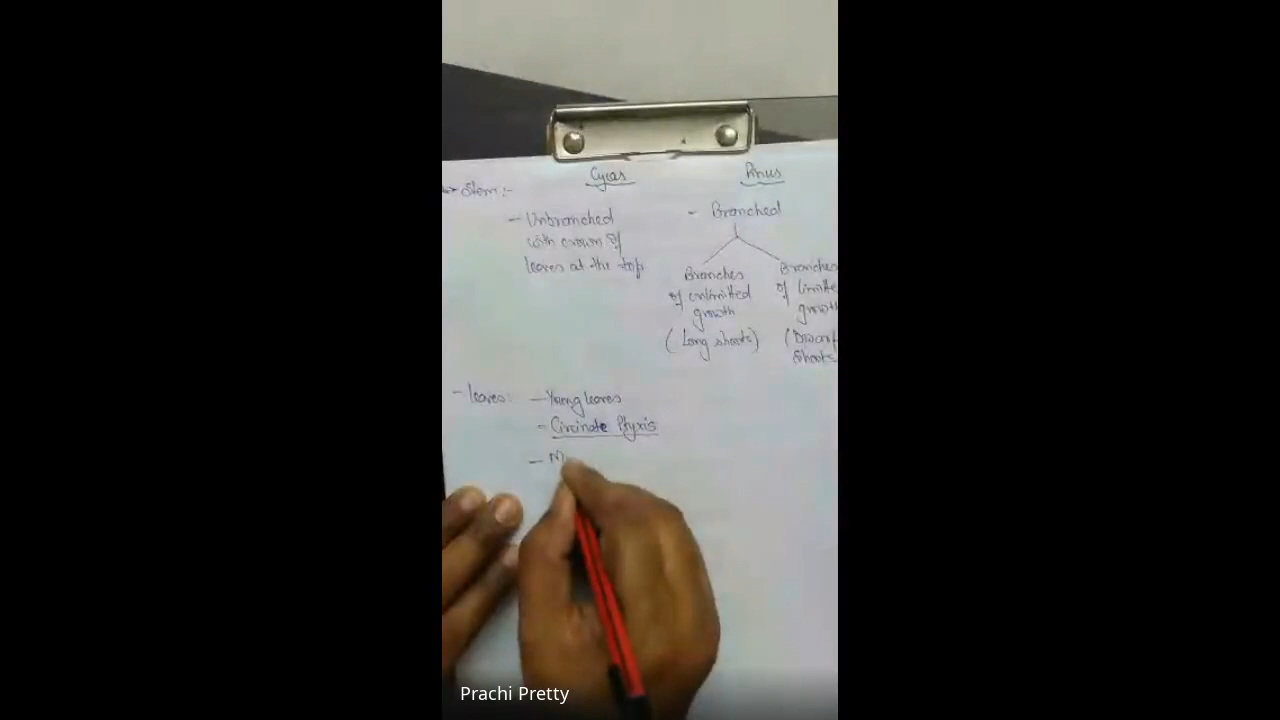 Cycas Pinus
Stem :-
- Unbranched
with crown of
leaves at the top
- Branched
Branches
of unlimited
growth
(Long shoots)
Branches
of limite
growth
(Dwarf
Shoots
- leaves: - Young leaves
= Circinate Ptyxis
- M
Prachi Pretty